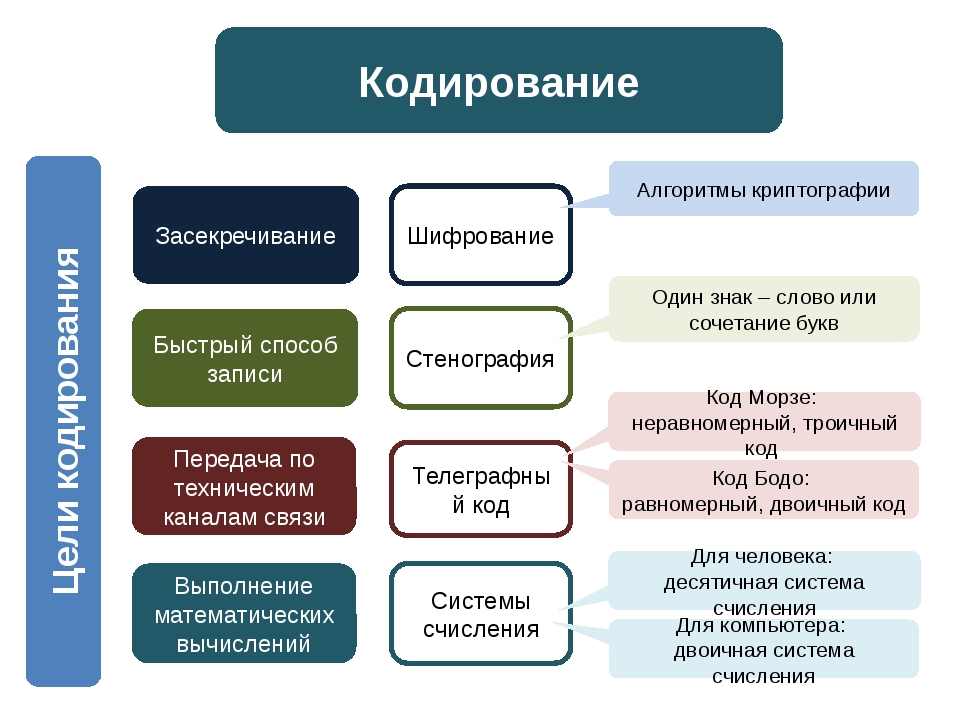 Кодирование
Цели кодирования
Засекречивание
Шифрование
Алгоритмы криптографии
Быстрый способ
записи
Стенография
Один знак – слово или
сочетание букв
Передача по
техническим
каналам связи
Телеграфны
й код
Код Морзе:
неравномерный, троичный
код
Код Бодо:
равномерный, двоичный код
Выполнение
математических
вычислений
Системы
счисления
Для человека:
десятичная система
счисления
Для компьютера:
двоичная система
счисления